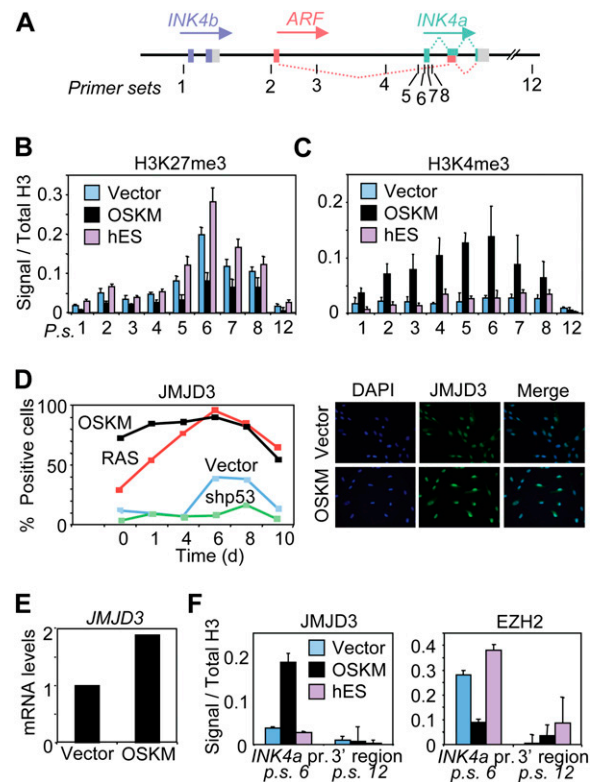 A
INK4b ARF INK4a
Primer sets 1 2 3 4 5 6 7 8 12
B
H3K27me3
Signal / Total H3
0.3
0.2
0.1
0
Vector
OSKM
hES
P.s. 1 2 3 4 5 6 7 8 12
C
H3K4me3
0.2
0.1
0
Vector
OSKM
hES
1 2 3 4 5 6 7 8 12
D
JMJD3
% Positive cells
100
50
0
OSKM
RAS
Vector
shp53
0 1 4 6 8 10
Time (d)
DAPI JMJD3 Merge
Vector
OSKM
E
JMJD3
mRNA levels
2
1
0
Vector OSKM
F
JMJD3
Signal / Total H3
0.2
0.1
0
Vector
OSKM
hES
INK4a pr. 3' region
p.s. 6 p.s. 12
EZH2
0.4
0.3
0.2
0.1
0
INK4a pr. 3' region
p.s. 6 p.s. 12